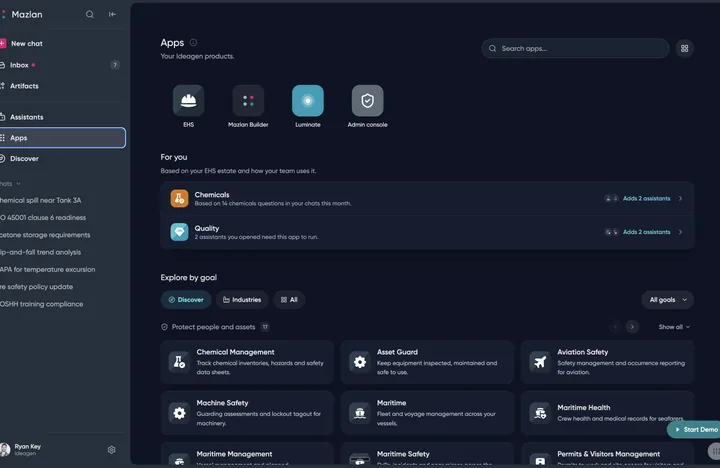 Mazlan
New chat
Inbox
7
Artifacts
Assistants
Apps
Discover
hats
hemical spill near Tank 3A
O 45001 clause 6 readiness
cetone storage requirements
ip-and-fall trend analysis
APA for temperature excursion
re safety policy update
OSHH training compliance
Ryan Key
Ideagen
Apps
Your Ideagen products.
Search apps...
EHS
Mazlan Builder
Luminate
Admin console
For you
Based on your EHS estate and how your team uses it.
Chemicals
Based on 14 chemicals questions in your chats this month.
Adds 2 assistants
Quality
2 assistants you opened need this app to run.
Adds 2 assistants
Explore by goal
Discover
Industries
All
All goals
Protect people and assets 17
Show all
Chemical Management
Track chemical inventories, hazards and safety
data sheets.
Asset Guard
Keep equipment inspected, maintained and
safe to use.
Aviation Safety
Safety management and occurrence reporting
for aviation.
Machine Safety
Guarding assessments and lockout tagout for
machinery.
Maritime
Fleet and voyage management across your
vessels.
Maritime Health
Crew health and medical records for seafarers.
Start Demo
Maritime Management
Maritime Safety
Permits & Visitors Management